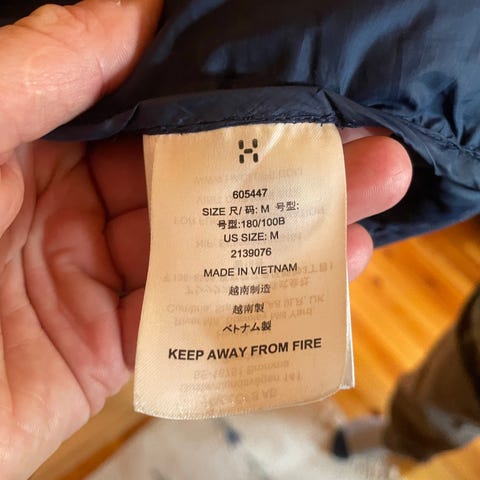 605447
SIZE 尺/ 码: M 号型:
号型:180/100B
US SIZE: M
2139076
MADE IN VIETNAM
越南制造
越南製
ベトナム製
KEEP AWAY FROM FIRE